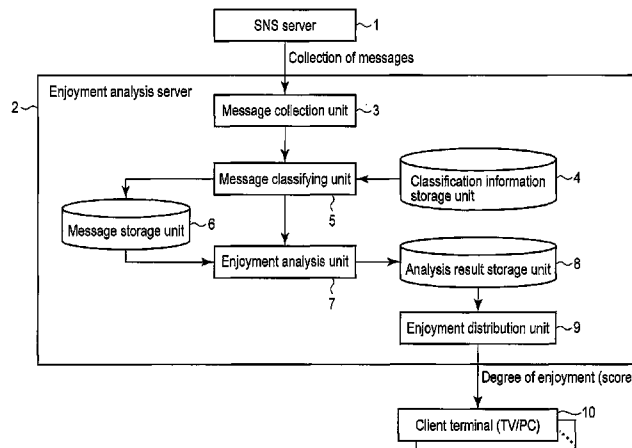 SNS server
1
Collection of messages
2
Enjoyment analysis server
Message collection unit
3
Message classifying unit
5
Classification information
storage unit
4
Message storage unit
6
Enjoyment analysis unit
7
Analysis result storage unit
8
Enjoyment distribution unit
9
Degree of enjoyment (score
10
Client terminal (TV/PC)